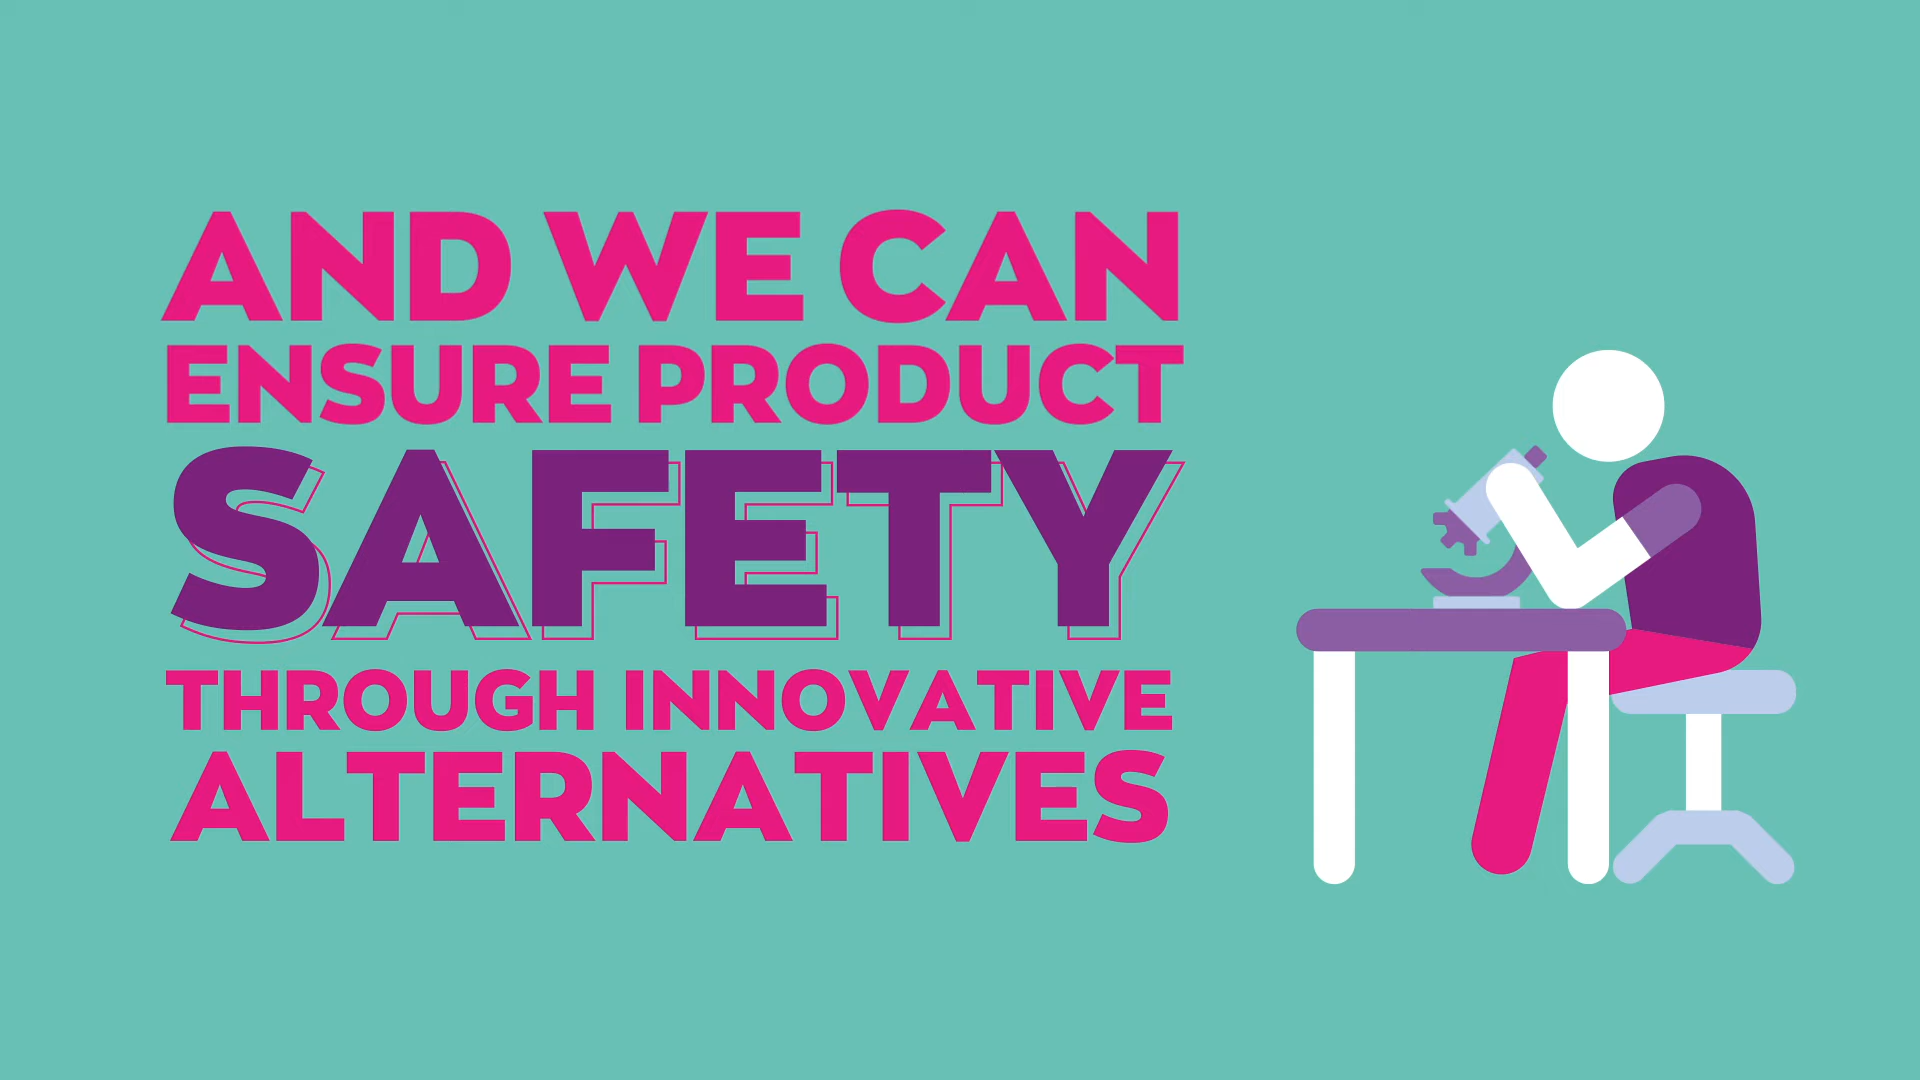 AND WE CAN
ENSURE PRODUCT
SAFETY
THROUGH INNOVATIVE
ALTERNATIVES